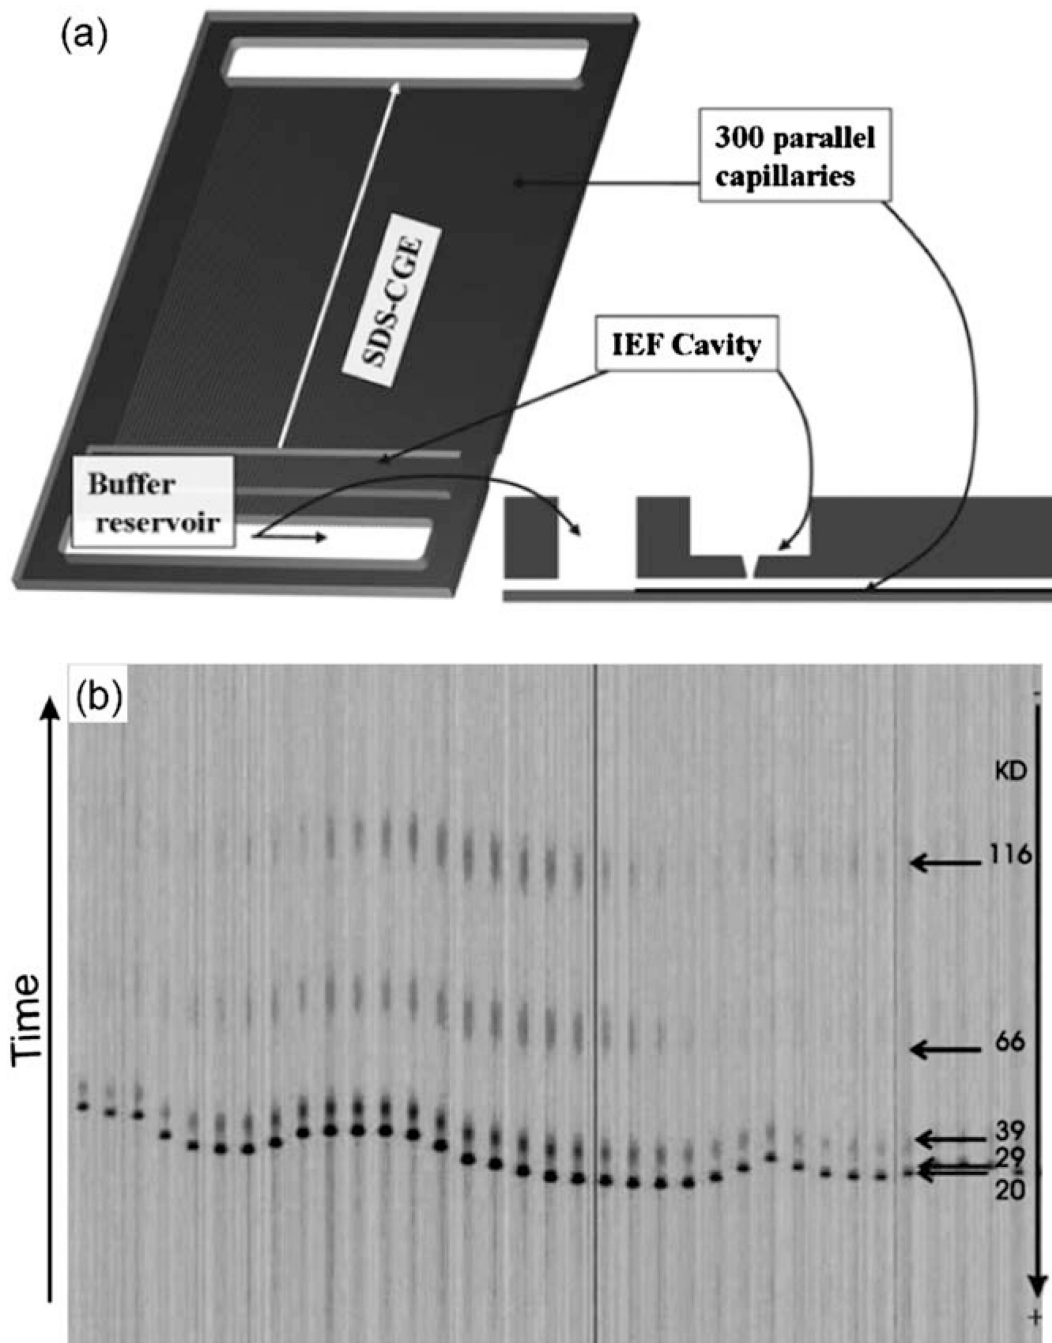 (a)
300 parallel
capillaries
SDS-CGE
IEF Cavity
Buffer
reservoir
(b)
-
KD
116
66
39
29
20
+
Time